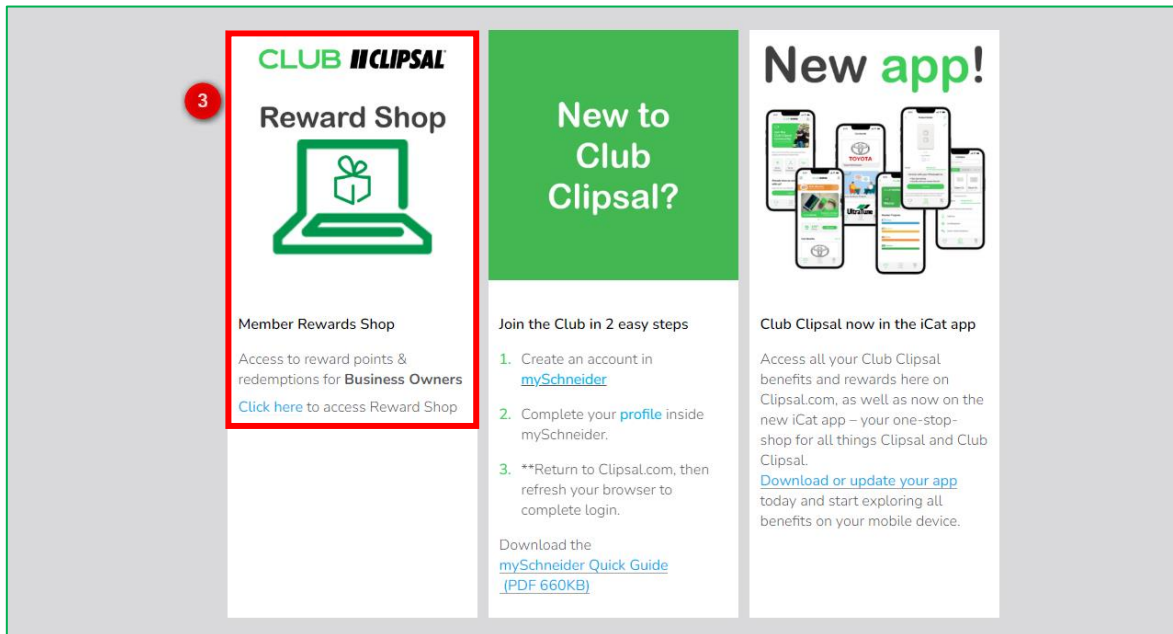 3
CLUB CLIPSAL
Reward Shop
Member Rewards Shop
Access to reward points &
redemptions for Business Owners
Click here to access Reward Shop
New to
Club
Clipsal?
Join the Club in 2 easy steps
1. Create an account in
mySchneider
2. Complete your profile inside
mySchneider.
3. **Return to Clipsal.com, then
refresh your browser to
complete login.
Download the
mySchneider Quick Guide
(PDF 660KB)
New app!
TOYOTA
UltraTune
Club Clipsal now in the iCat app
Access all your Club Clipsal
benefits and rewards here on
Clipsal.com, as well as now on the
new iCat app – your one-stop-
shop for all things Clipsal and Club
Clipsal.
Download or update your app
today and start exploring all
benefits on your mobile device.